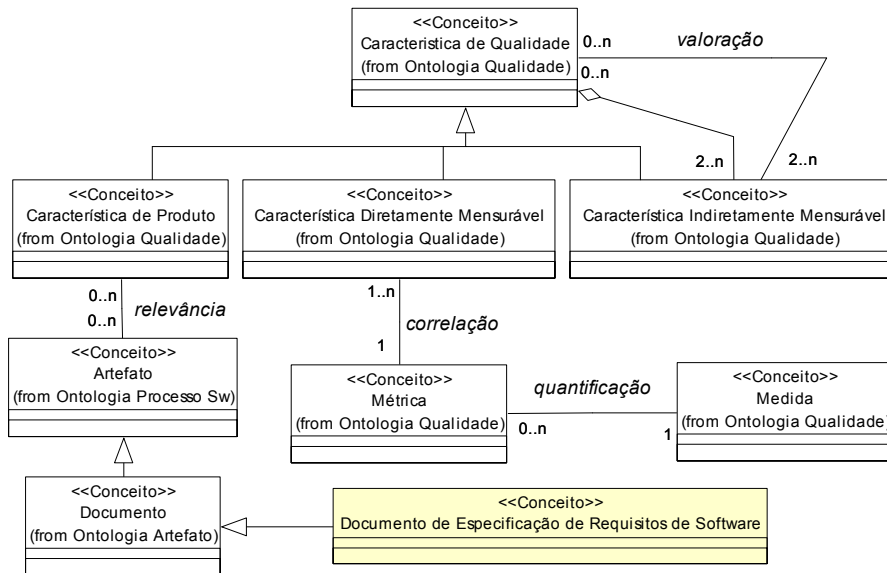 <<Conceito>>
Caracteristica de Qualidade
(from Ontologia Qualidade)
0..n
valoração
0..n
2..n
2..n
<<Conceito>>
Característica de Produto
(from Ontologia Qualidade)
<<Conceito>>
Característica Diretamente Mensurável
(from Ontologia Qualidade)
<<Conceito>>
Característica Indiretamente Mensurável
(from Ontologia Qualidade)
0..n
relevância
0..n
1..n
correlação
1
<<Conceito>>
Artefato
(from Ontologia Processo Sw)
<<Conceito>>
Métrica
(from Ontologia Qualidade)
quantificação
0..n
1
<<Conceito>>
Medida
(from Ontologia Qualidade)
<<Conceito>>
Documento
(from Ontologia Artefato)
<<Conceito>>
Documento de Especificação de Requisitos de Software